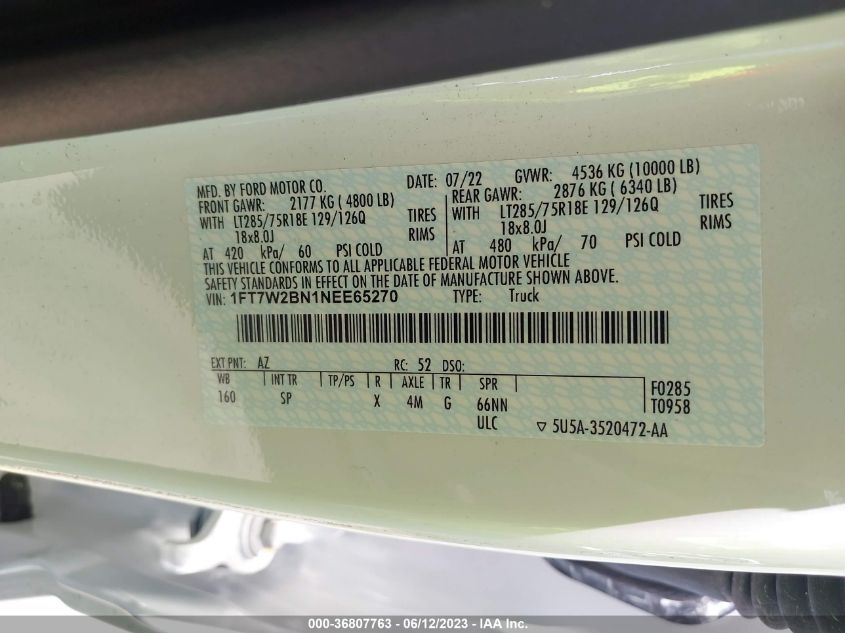 MFD. BY FORD MOTOR CO. DATE: 07/22 GVWR: 4536 KG (10000 LB)
FRONT GAWR: 2177 KG ( 4800 LB) REAR GAWR: 2876 KG ( 6340 LB)
WITH LT285/75R18E 129/126Q TIRES WITH LT285/75R18E 129/126Q TIRES
18x8.0J RIMS 18x8.0J RIMS
AT 420 kPa/ 60 PSI COLD AT 480 kPa/ 70 PSI COLD
THIS VEHICLE CONFORMS TO ALL APPLICABLE FEDERAL MOTOR VEHICLE
SAFETY STANDARDS IN EFFECT ON THE DATE OF MANUFACTURE SHOWN ABOVE.
VIN: 1FT7W2BN1NEE65270 TYPE: Truck
EXT PNT: AZ RC: 52 DSO:
WB INT TR TP/PS R AXLE TR SPR F0285
160 SP X 4M G 66NN T0958
ULC ▽ 5U5A-3520472-AA
000-36807763 - 06/12/2023 - IAA Inc.